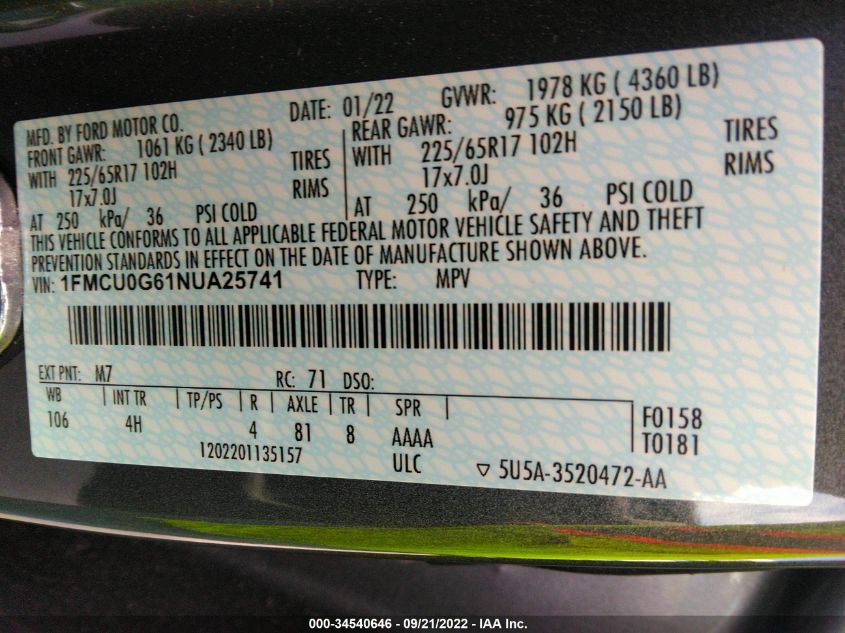 MFD. BY FORD MOTOR CO. DATE: 01/22 GVWR: 1978 KG ( 4360 LB)
FRONT GAWR: 1061 KG ( 2340 LB) REAR GAWR: 975 KG ( 2150 LB)
WITH 225/65R17 102H TIRES WITH 225/65R17 102H TIRES
17x7.0J RIMS 17x7.0J RIMS
AT 250 kPa/ 36 PSI COLD AT 250 kPa/ 36 PSI COLD
THIS VEHICLE CONFORMS TO ALL APPLICABLE FEDERAL MOTOR VEHICLE SAFETY AND THEFT
PREVENTION STANDARDS IN EFFECT ON THE DATE OF MANUFACTURE SHOWN ABOVE.
VIN: 1FMCU0G61NUA25741 TYPE: MPV
EXT PNT: M7 RC: 71 DSO:
WB INT TR TP/PS R AXLE TR SPR
106 4H 4 81 8 AAAA
F0158
T0181
1202201135157 ULC ▽ 5U5A-3520472-AA
000-34540646 - 09/21/2022 - IAA Inc.